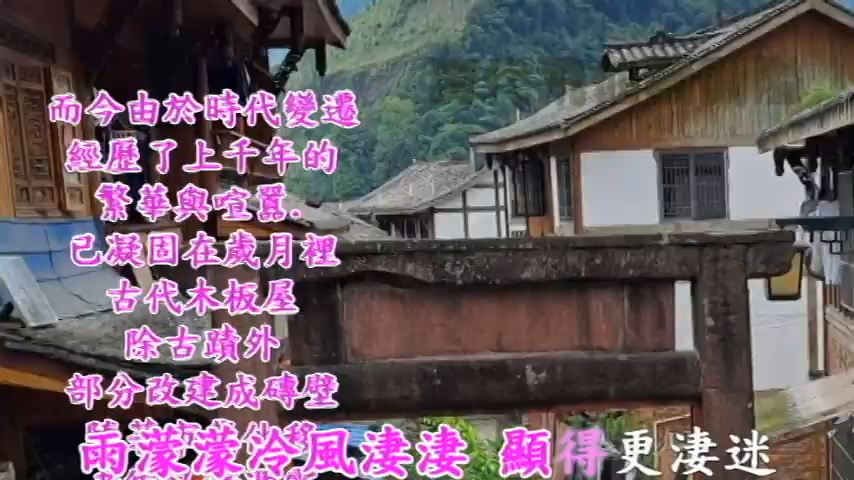 而今由於時代變遷
經歷了上千年的
繁華與喧囂.
已凝固在歲月裡
古代木板屋
除古蹟外
部分改建成磚壁
雨濛濛冷風淒淒 顯得更淒迷